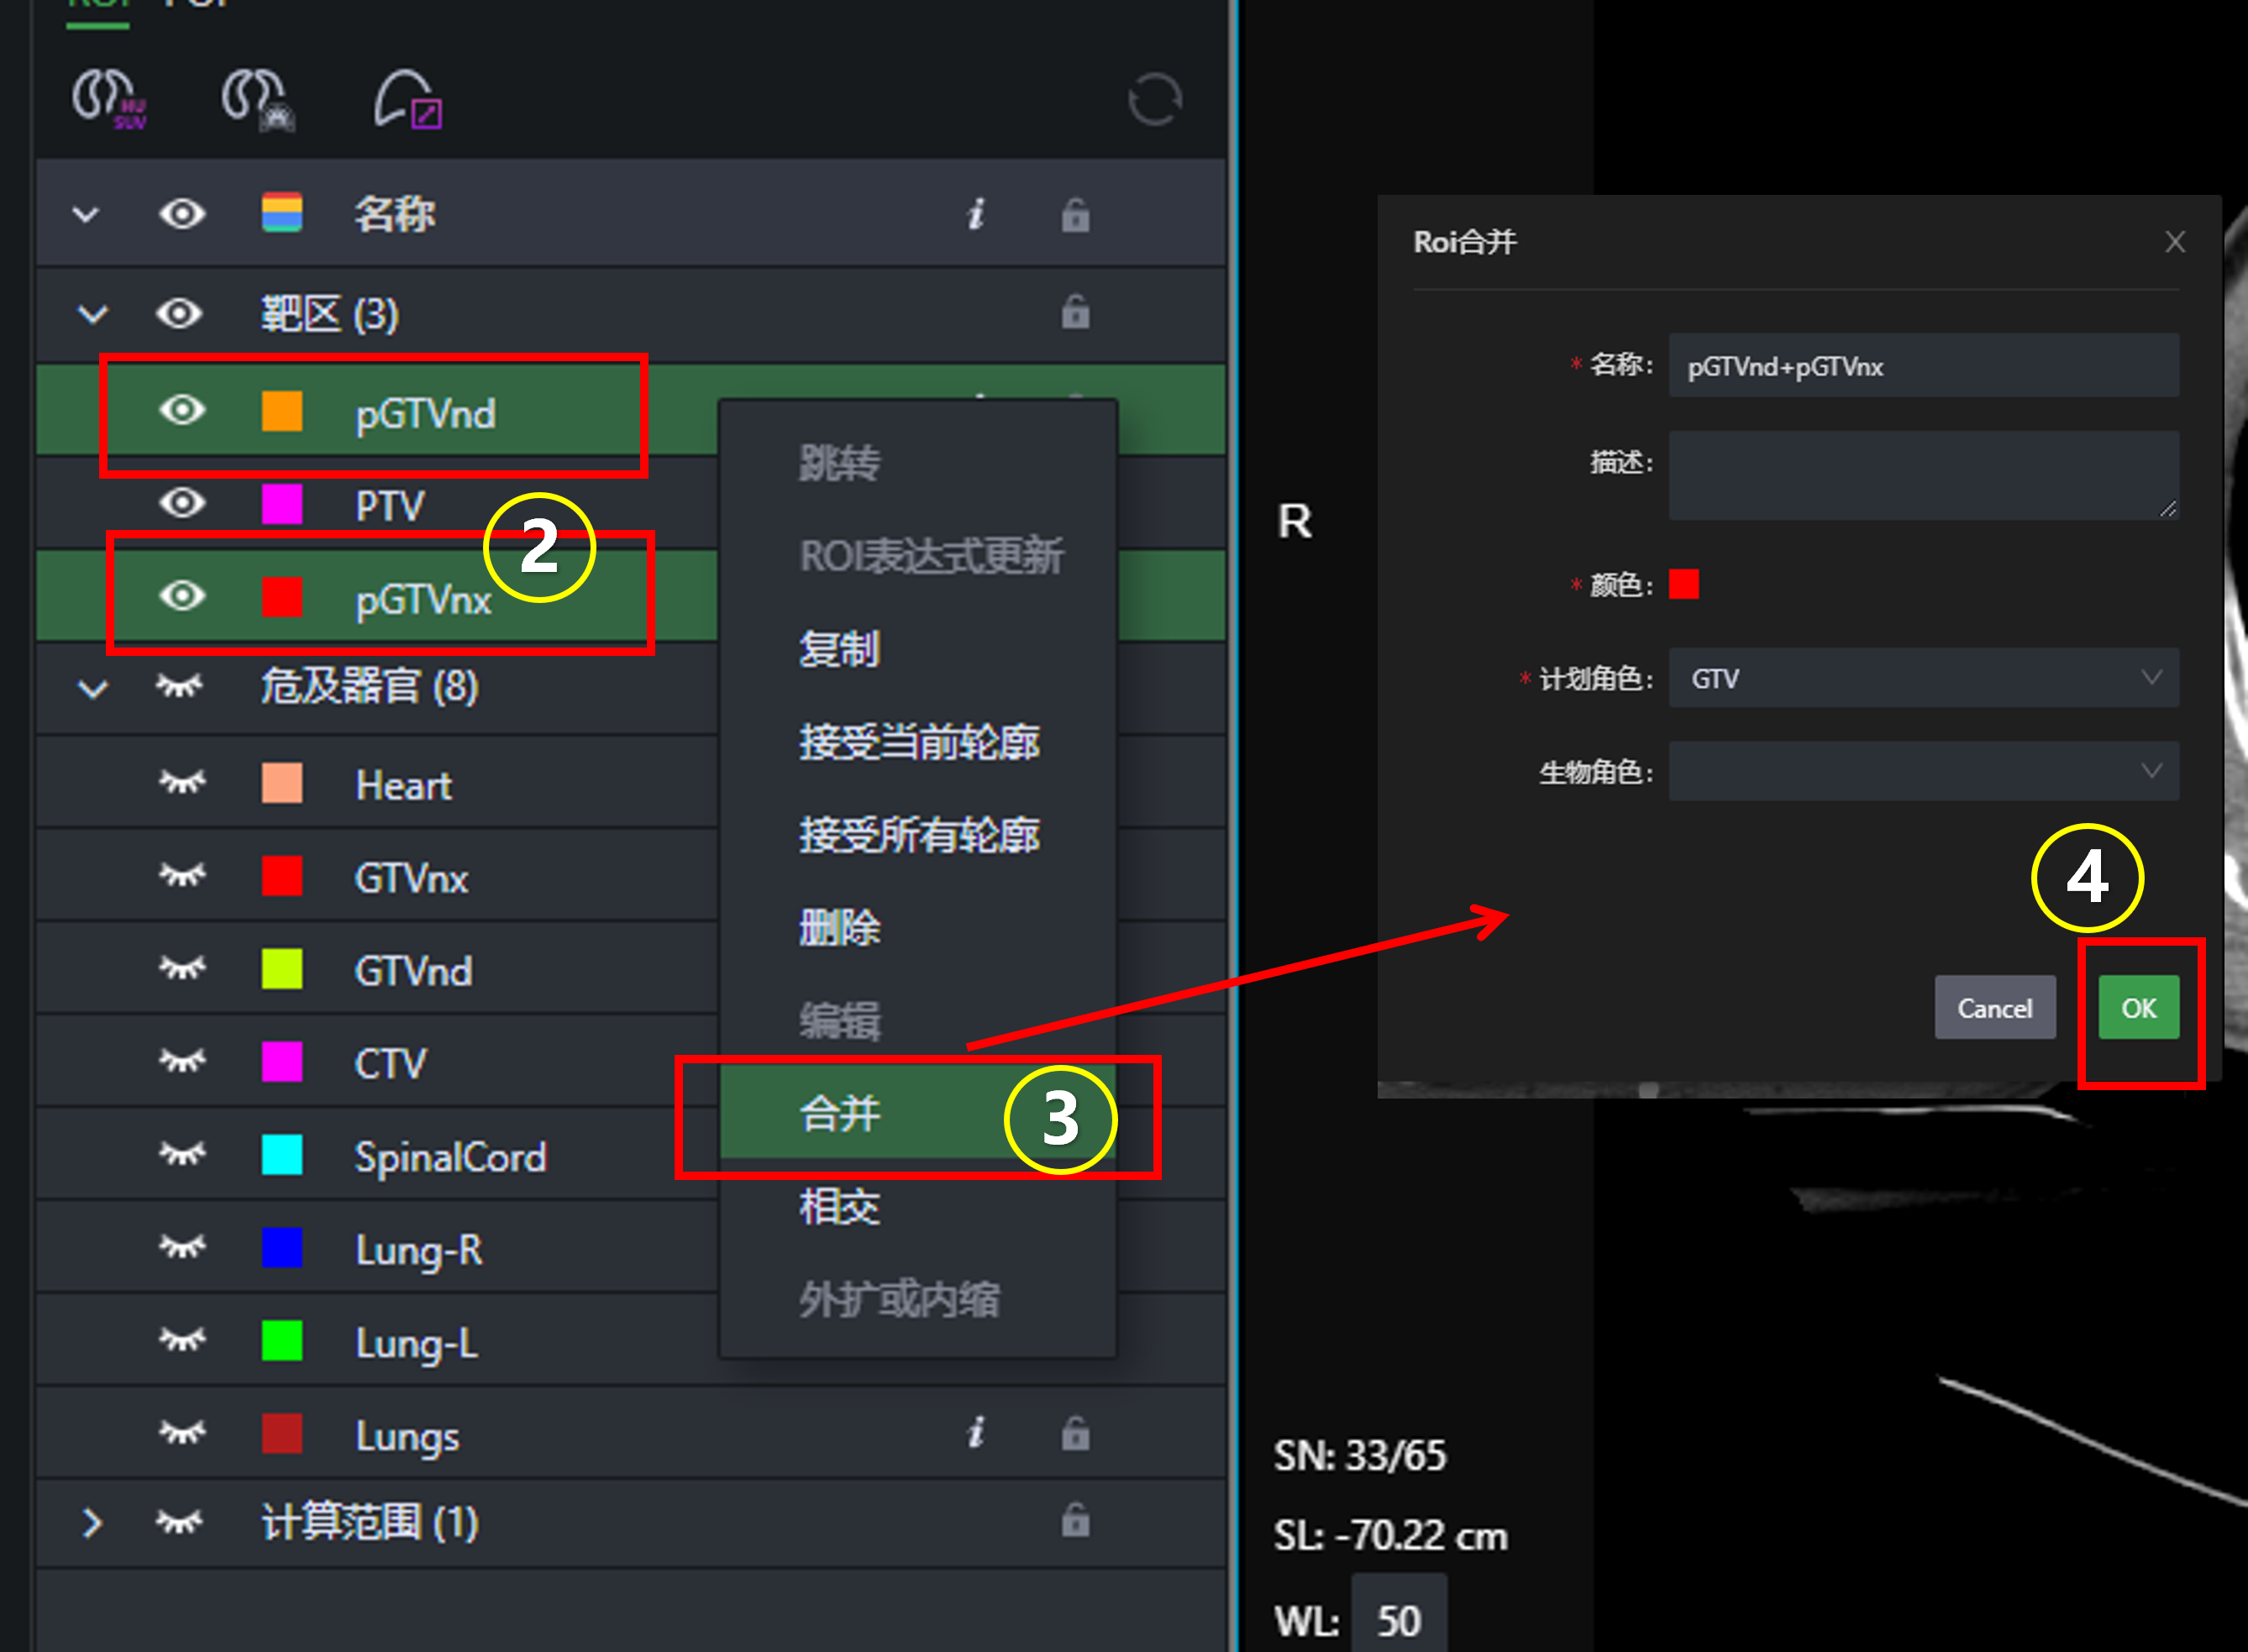 ROI POI
HU
SUV
名称
靶区 (3)
pGTVnd
PTV
②
pGTVnx
危及器官 (8)
Heart
GTVnx
GTVnd
CTV
SpinalCord
Lung-R
Lung-L
Lungs
计算范围 (1)
跳转
ROI表达式更新
复制
接受当前轮廓
接受所有轮廓
删除
编辑
合并
③
相交
外扩或内缩
R
SN: 33/65
SL: -70.22 cm
WL: 50
Roi合并
* 名称: pGTVnd+pGTVnx
描述:
* 颜色:
* 计划角色: GTV
生物角色:
④
Cancel OK